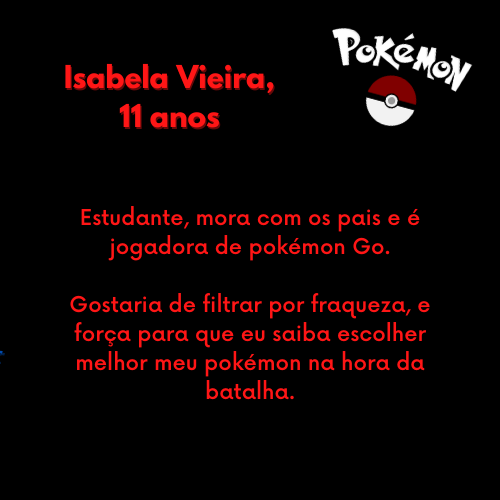 POKéMON
Isabela Vieira,
11 anos
Estudante, mora com os pais e é
jogadora de pokémon Go.
Gostaria de filtrar por fraqueza, e
força para que eu saiba escolher
melhor meu pokémon na hora da
batalha.